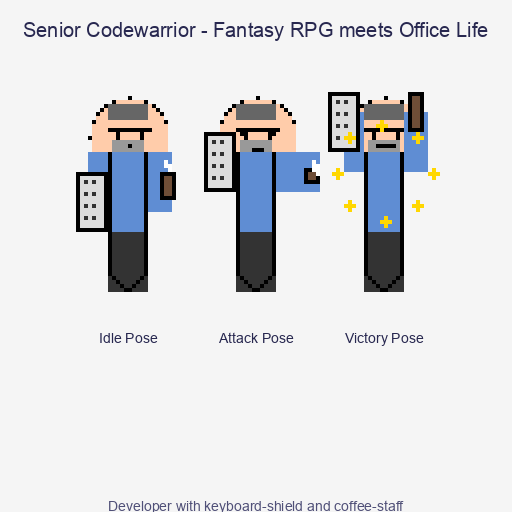 Senior Codewarrior - Fantasy RPG meets Office Life
Idle Pose
Attack Pose
Victory Pose
Developer with keyboard-shield and coffee-staff